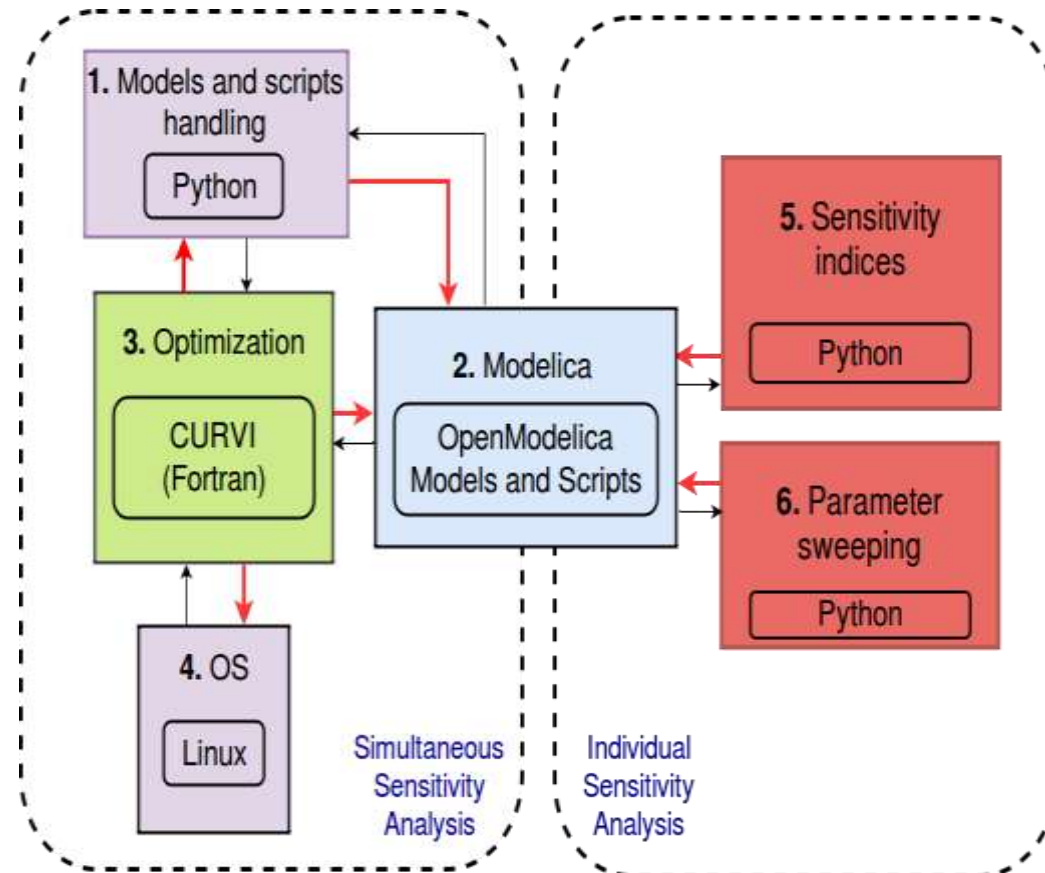 1. Models and scripts
handling
Python
3. Optimization
CURVI
(Fortran)
2. Modelica
OpenModelica
Models and Scripts
4. OS
Linux
Simultaneous
Sensitivity
Analysis
5. Sensitivity
indices
Python
6. Parameter
sweeping
Python
Individual
Sensitivity
Analysis